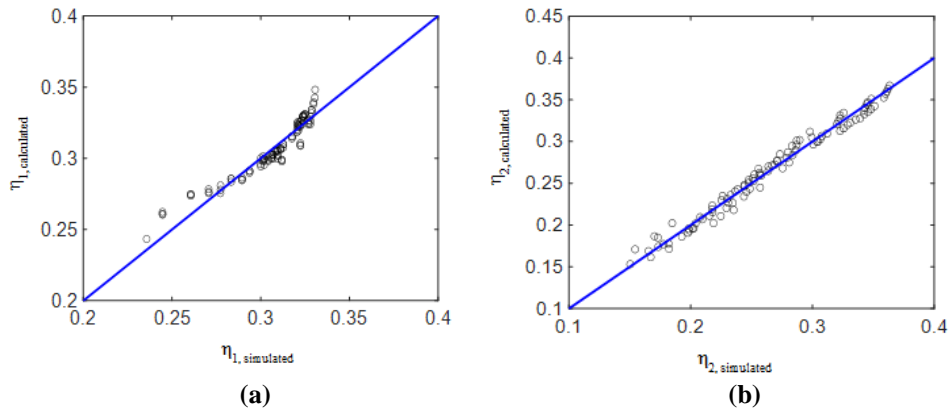 0.4
0.35
0.3
0.25
0.2
0.2 0.25 0.3 0.35 0.4
η1,calculated
η1, simulated
(a)
0.45
0.4
0.35
0.3
0.25
0.2
0.15
0.1
0.1 0.2 0.3 0.4
η2,calculated
η2, simulated
(b)